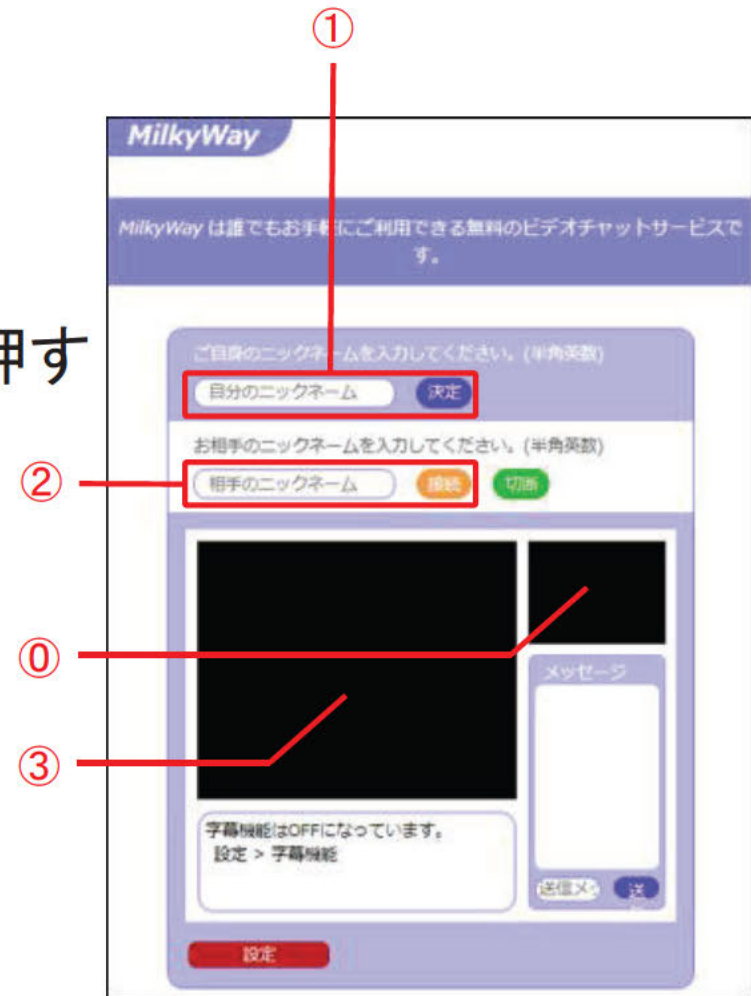 ①
MilkyWay
MilkyWay は誰でもお手軽にご利用できる無料のビデオチャットサービスで
す。
押す
ご自身のニックネームを入力してください。(半角英数)
自分のニックネーム 決定
お相手のニックネームを入力してください。(半角英数)
②
相手のニックネーム 接続 切断
⓪
メッセージ
③
字幕機能はOFFになっています。
設定 > 字幕機能
送信メッ 送
設定